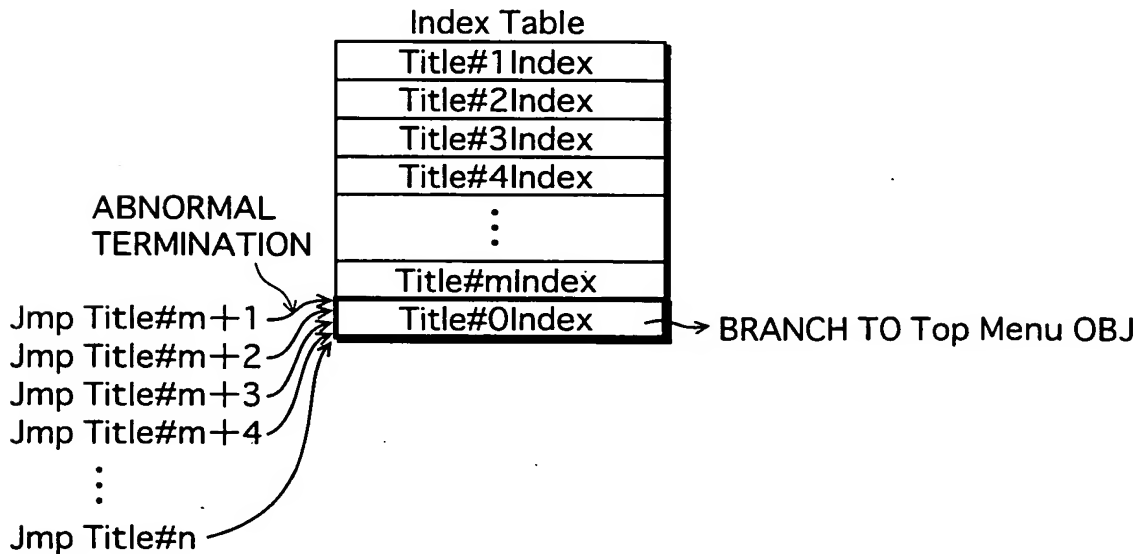 Index Table
Title#1Index
Title#2Index
Title#3Index
Title#4Index
⋮
Title#mIndex
Title#0Index
BRANCH TO Top Menu OBJ
ABNORMAL
TERMINATION
Jmp Title#m+1
Jmp Title#m+2
Jmp Title#m+3
Jmp Title#m+4
⋮
Jmp Title#n